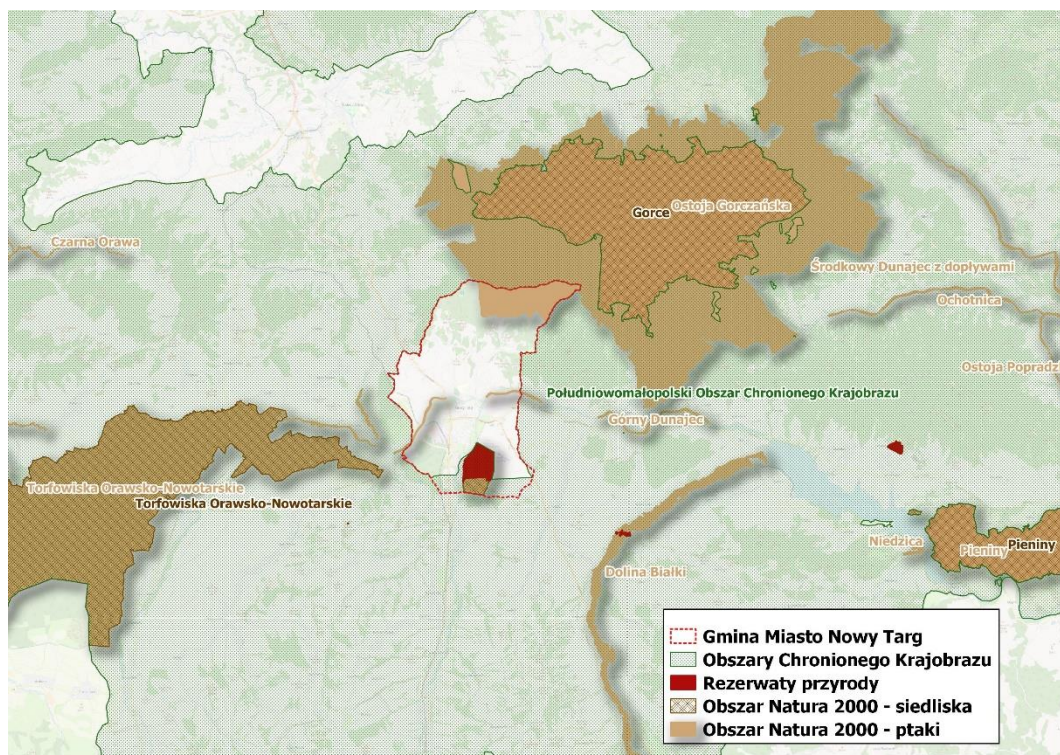 Czarna Orawa
Gorce
Ostoja Gorczańska
Środkowy Dunajec z dopływami
Ochotnica
Ostoja Popradz
Południowomałopolski Obszar Chronionego Krajobrazu
Górny Dunajec
Torfowiska Orawsko-Nowotarskie
Torfowiska Orawsko-Nowotarskie
Niedzica
Pieniny
Pieniny
Dolina Białki
Gmina Miasto Nowy Targ
Obszary Chronionego Krajobrazu
Rezerwaty przyrody
Obszar Natura 2000 - siedliska
Obszar Natura 2000 - ptaki